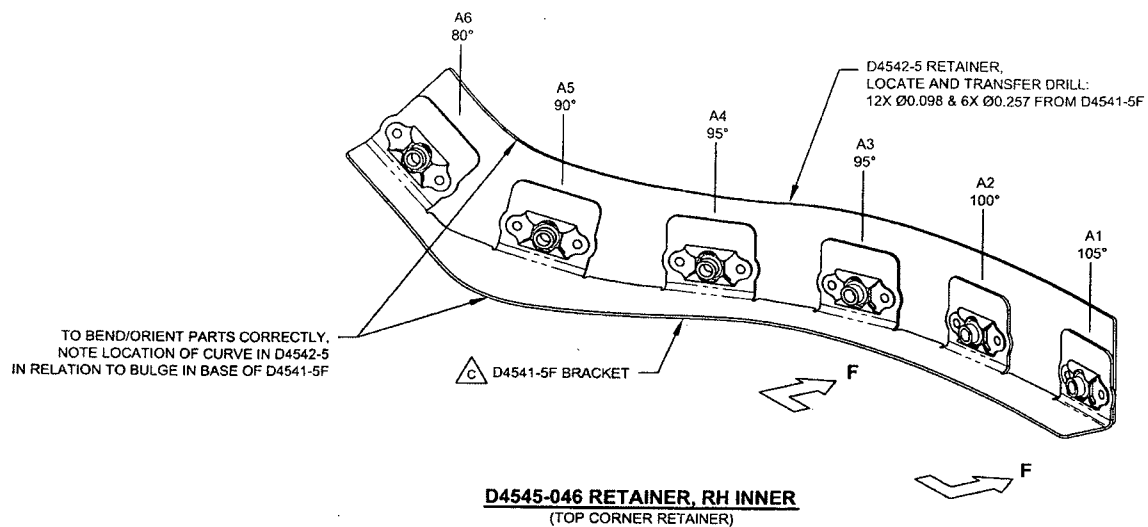 A6
80°
A5
90°
A4
95°
D4542-5 RETAINER,
LOCATE AND TRANSFER DRILL:
12X Ø0.098 & 6X Ø0.257 FROM D4541-5F
A3
95°
A2
100°
A1
105°
TO BEND/ORIENT PARTS CORRECTLY,
NOTE LOCATION OF CURVE IN D4542-5
IN RELATION TO BULGE IN BASE OF D4541-5F
C D4541-5F BRACKET
F
F
D4545-046 RETAINER, RH INNER
(TOP CORNER RETAINER)